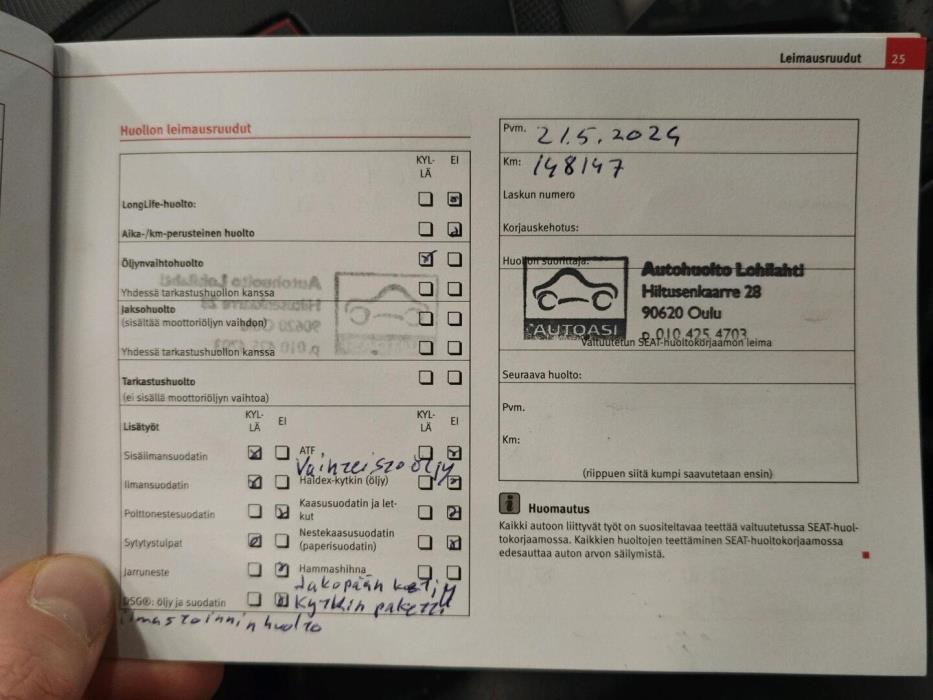 Leimausruudut 25
Huollon leimausruudut
KYL-
LÄ EI
LongLife-huolto:
Aika-/km-perusteinen huolto
Öljynvaihtohuolto
Yhdessä tarkastushuollon kanssa
Jaksohuolto
(sisältää moottoriöljyn vaihdon)
Yhdessä tarkastushuollon kanssa
Tarkastushuolto
(ei sisällä moottoriöljyn vaihtoa)
Lisätyöt KYL-
LÄ EI KYL-
LÄ EI
Sisäilmansuodatin ATF,
Vaihteistoöljy
Ilmansuodatin Haldex-kytkin (öljy)
Polttonestesuodatin Kaasusuodatin ja let-
kut
Sytytystulpat Nestekaasusuodatin
(paperisuodatin)
Jarruneste Hammashihna
Jakopään ketju
DSG®: öljy ja suodatin Kytkin paketti
ilmastoinnin huolto
Pvm. 21.5.2024
Km: 148147
Laskun numero
Korjauskehotus:
Huollon suorittaja:
AUTOASI
Autohuolto Lohilahti
Hiltusenkaarre 28
90620 Oulu
p. 010 425 4703
Valtuutetun SEAT-huoltokorjaamon leima
Seuraava huolto:
Pvm.
Km:
(riippuen siitä kumpi saavutetaan ensin)
i Huomautus
Kaikki autoon liittyvät työt on suositeltavaa teettää valtuutetussa SEAT-huol-
tokorjaamossa. Kaikkien huoltojen teettäminen SEAT-huoltokorjaamossa
edesauttaa auton arvon säilymistä.